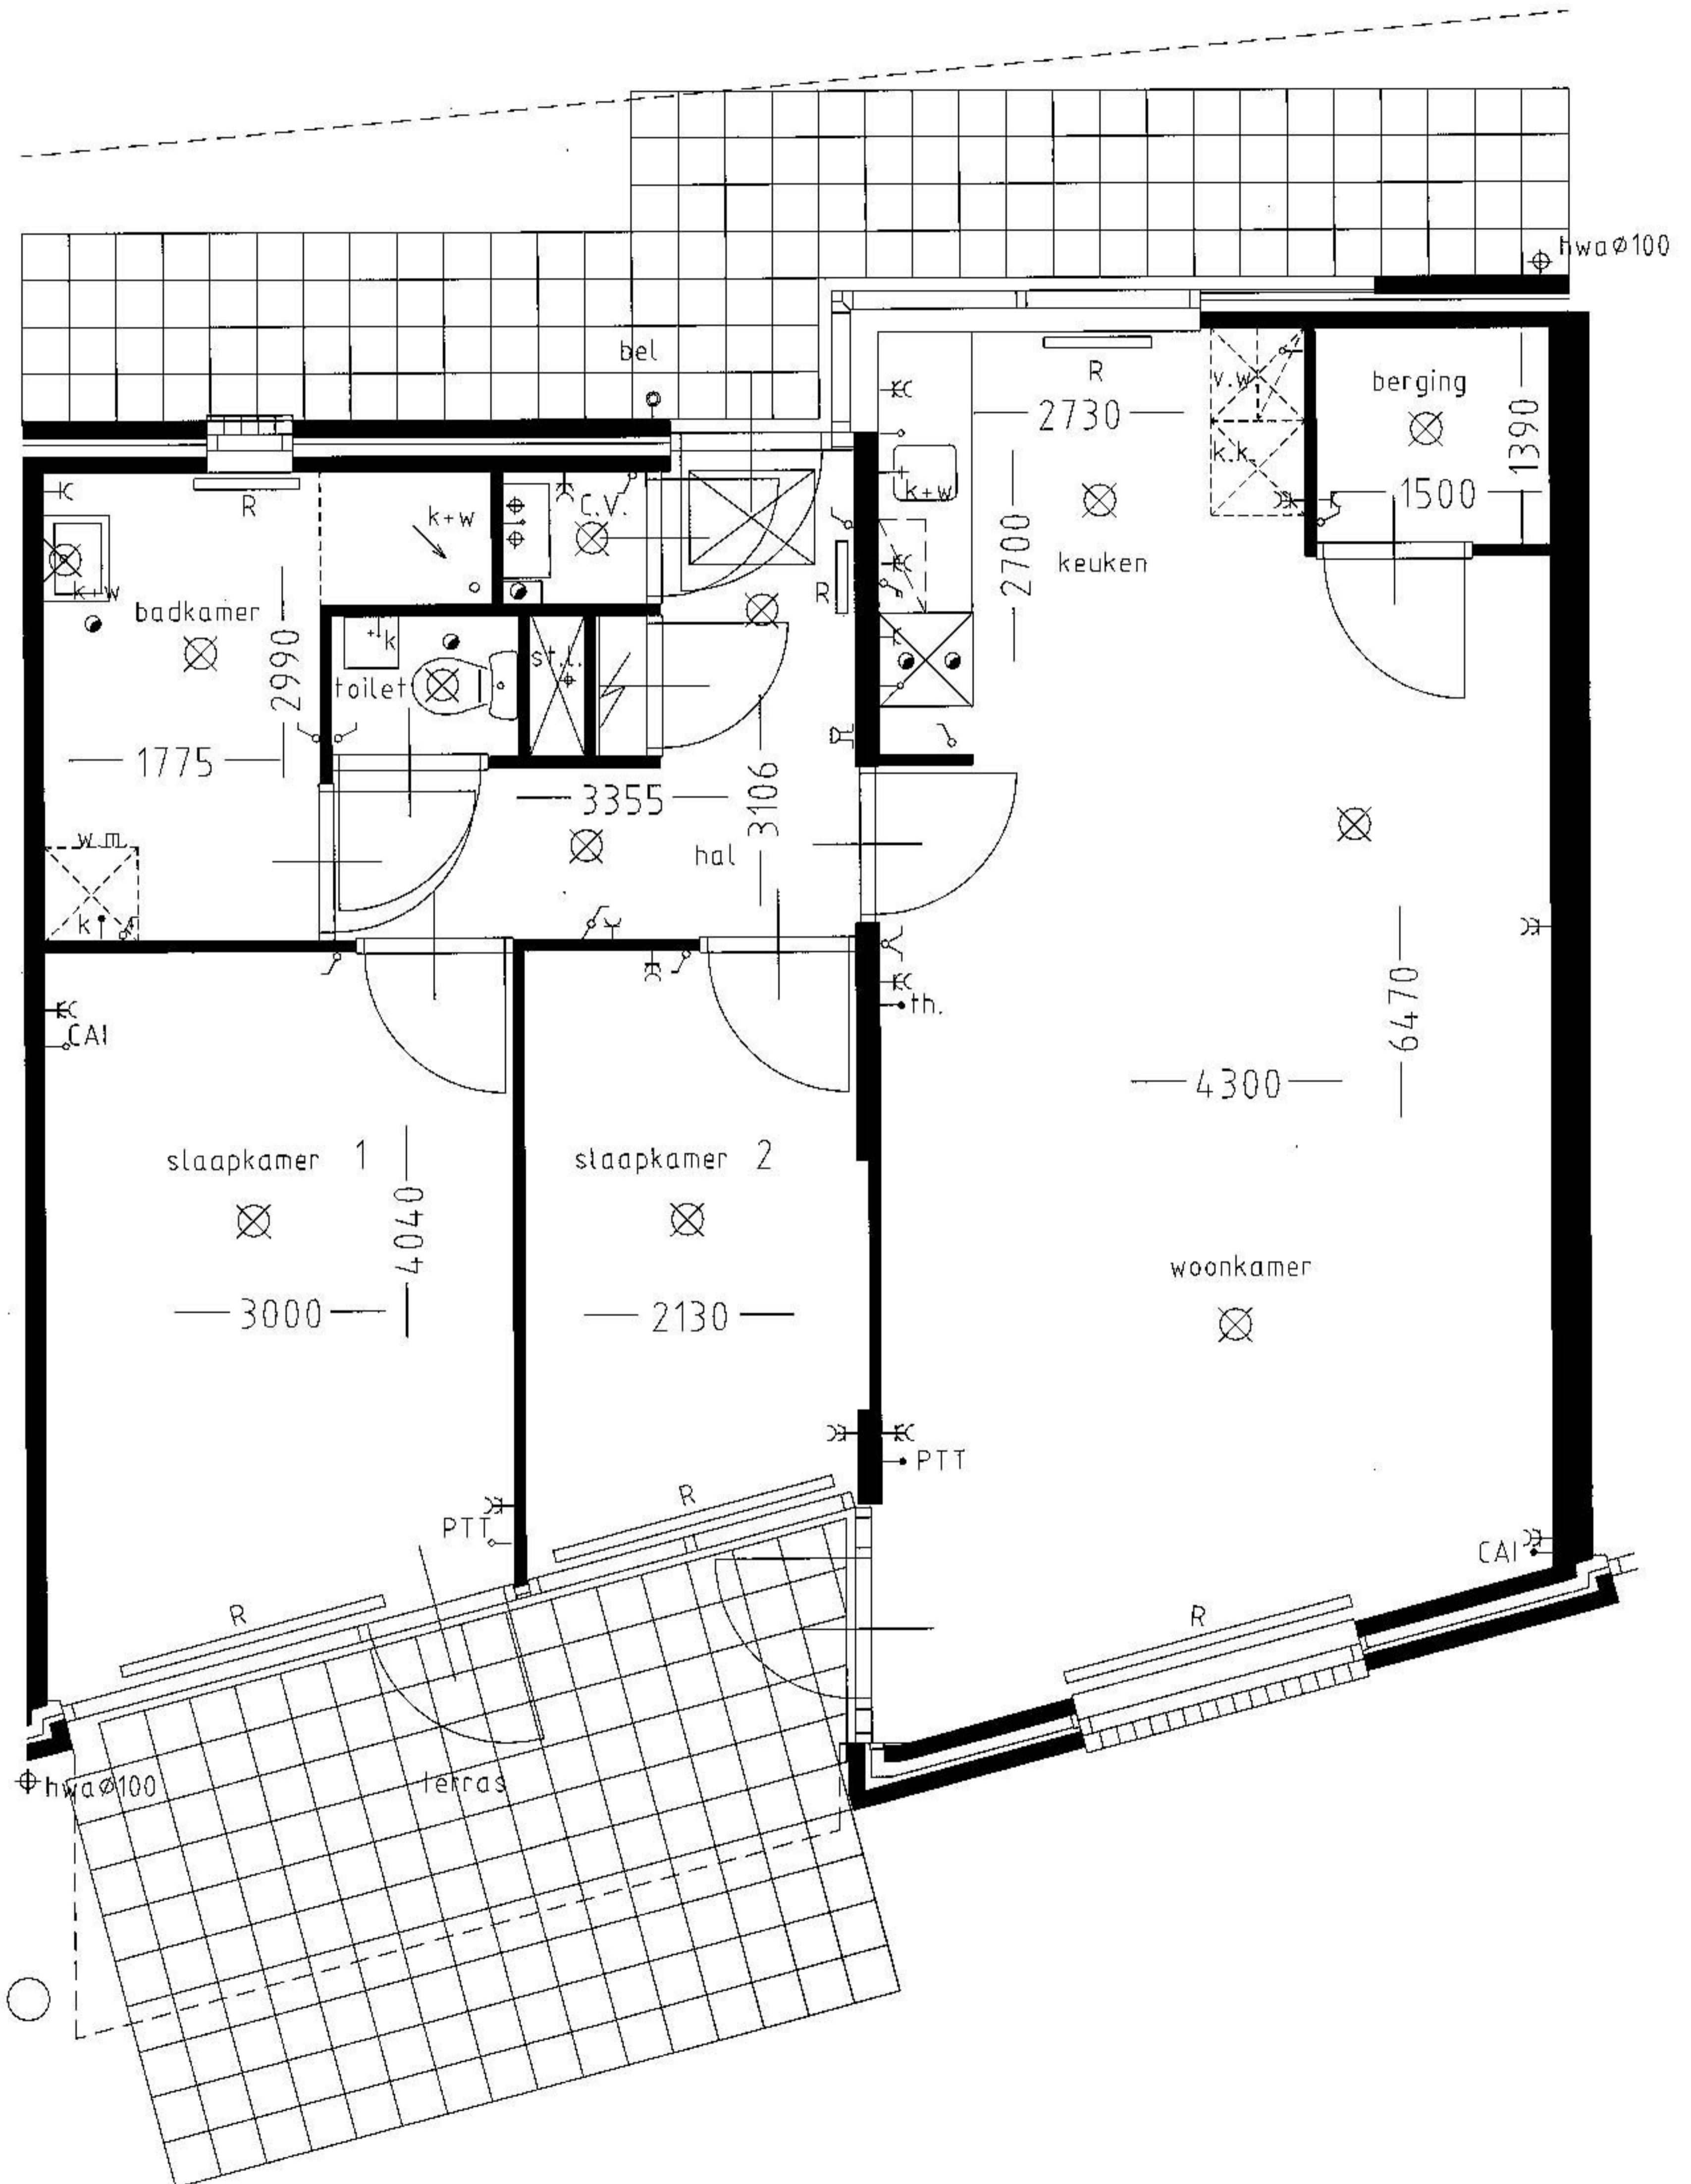 hwaØ100
bel
R
v.w
berging
2730
1390
k.k.
1500
R
k+w
C.V.
k+w
2700
keuken
k+w
badkamer
R
k
2990
toilet
st.l.
1775
3355
3106
w.m.
hal
k
CAI
th.
6470
4300
slaapkamer 1
slaapkamer 2
4040
woonkamer
3000
2130
PTT
R
PTT
CAI
R
R
hwaØ100
terras